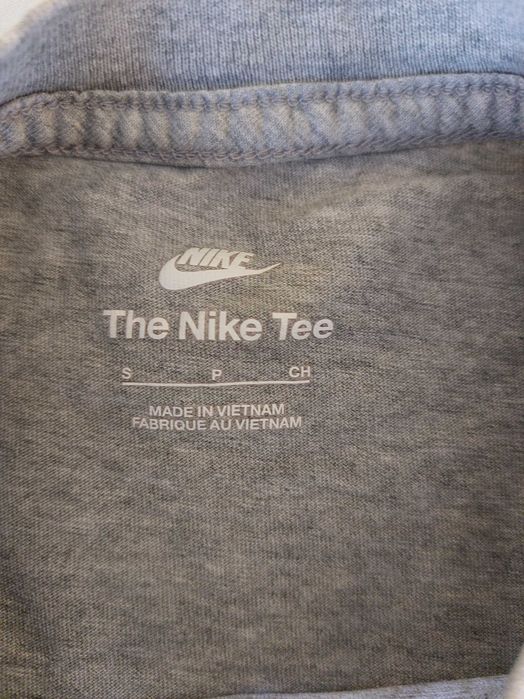 NIKE
The Nike Tee
S P CH
MADE IN VIETNAM
FABRIQUE AU VIETNAM